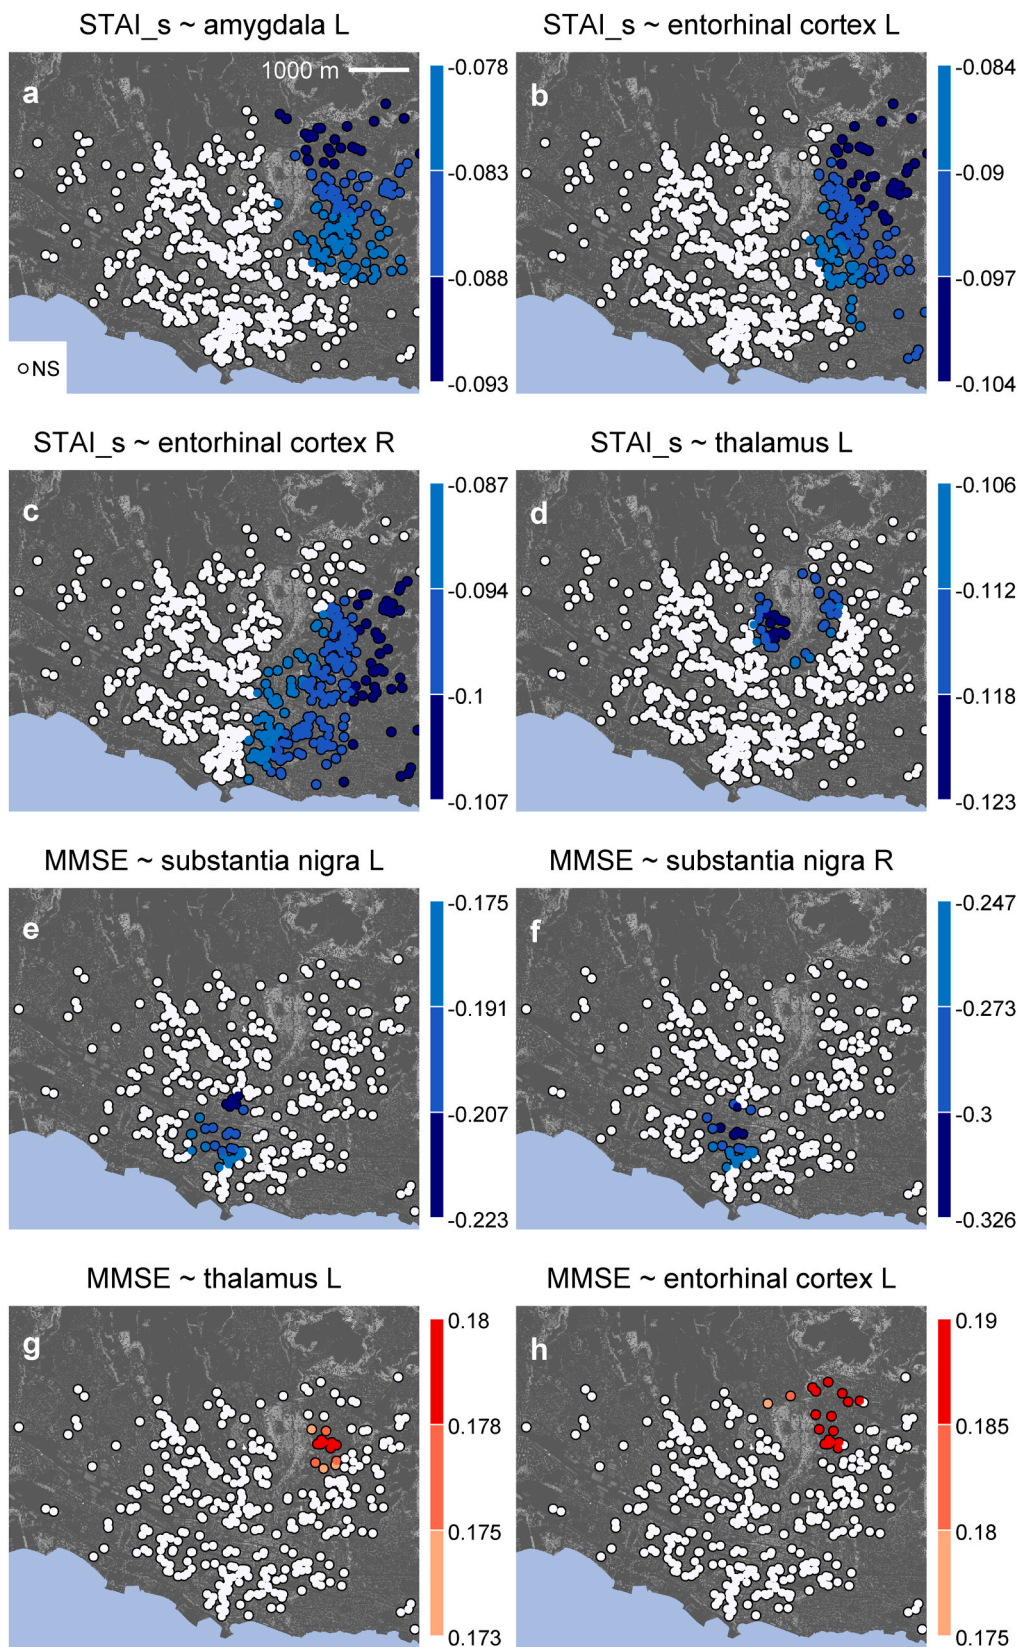 STAI_s ~ amygdala L
STAI_s ~ entorhinal cortex L
a
1000 m
-0.078
-0.083
-0.088
-0.093
NS
b
-0.084
-0.09
-0.097
-0.104
STAI_s ~ entorhinal cortex R
STAI_s ~ thalamus L
c
-0.087
-0.094
-0.1
-0.107
d
-0.106
-0.112
-0.118
-0.123
MMSE ~ substantia nigra L
MMSE ~ substantia nigra R
e
-0.175
-0.191
-0.207
-0.223
f
-0.247
-0.273
-0.3
-0.326
MMSE ~ thalamus L
MMSE ~ entorhinal cortex L
g
0.18
0.178
0.175
0.173
h
0.19
0.185
0.18
0.175